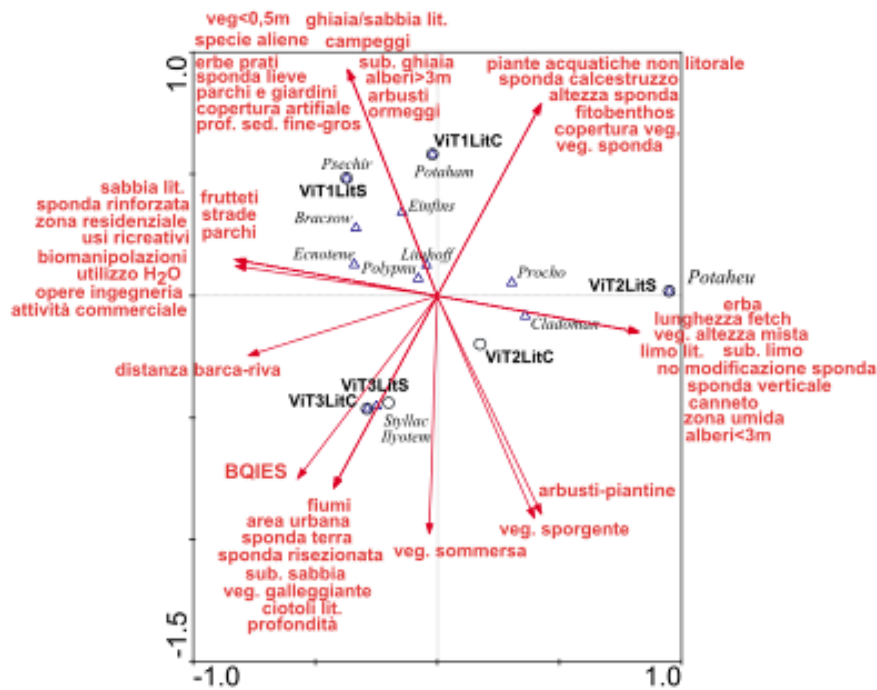 veg<0,5m ghiaia/sabbia lit.
specie aliene campeggi
erbe prati sub. ghiaia piante acquatiche non litorale
sponda lieve alberi>3m sponda calcestruzzo
parchi e giardini arbusti altezza sponda
copertura artifiale ormeggi fitobenthos
prof. sed. fine-gros copertura veg.
veg. sponda
1.0
ViT1LitC
Psechir Potaham
ViT1LitS
sabbia lit. frutteti
sponda rinforzata strade Einfins
zona residenziale parchi Bracsow
usi ricreativi
biomanipolazioni Ecnotene Limhoff
utilizzo H2O Polypnu Procho ViT2LitS Potaheu
opere ingegneria
attività commerciale
Cladoman erba
lunghezza fetch
veg. altezza mista
ViT2LitC limo lit. sub. limo
distanza barca-riva no modificazione sponda
ViT3LitS sponda verticale
ViT3LitC canneto
Styllac zona umida
Ilyotem alberi<3m
BQIES
arbusti-piantine
fiumi
area urbana veg. sporgente
sponda terra
sponda risezionata veg. sommersa
sub. sabbia
veg. galleggiante
ciotoli lit.
profondità
-1.5
-1.0 1.0